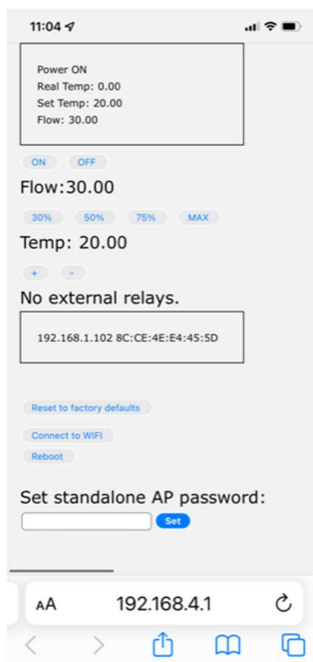 11:04
Power ON
Real Temp: 0.00
Set Temp: 20.00
Flow: 30.00
ON OFF
Flow:30.00
30% 50% 75% MAX
Temp: 20.00
+ -
No external relays.
192.168.1.102 8C:CE:4E:E4:45:5D
Reset to factory defaults
Connect to WIFI
Reboot
Set standalone AP password:
Set
AA 192.168.4.1